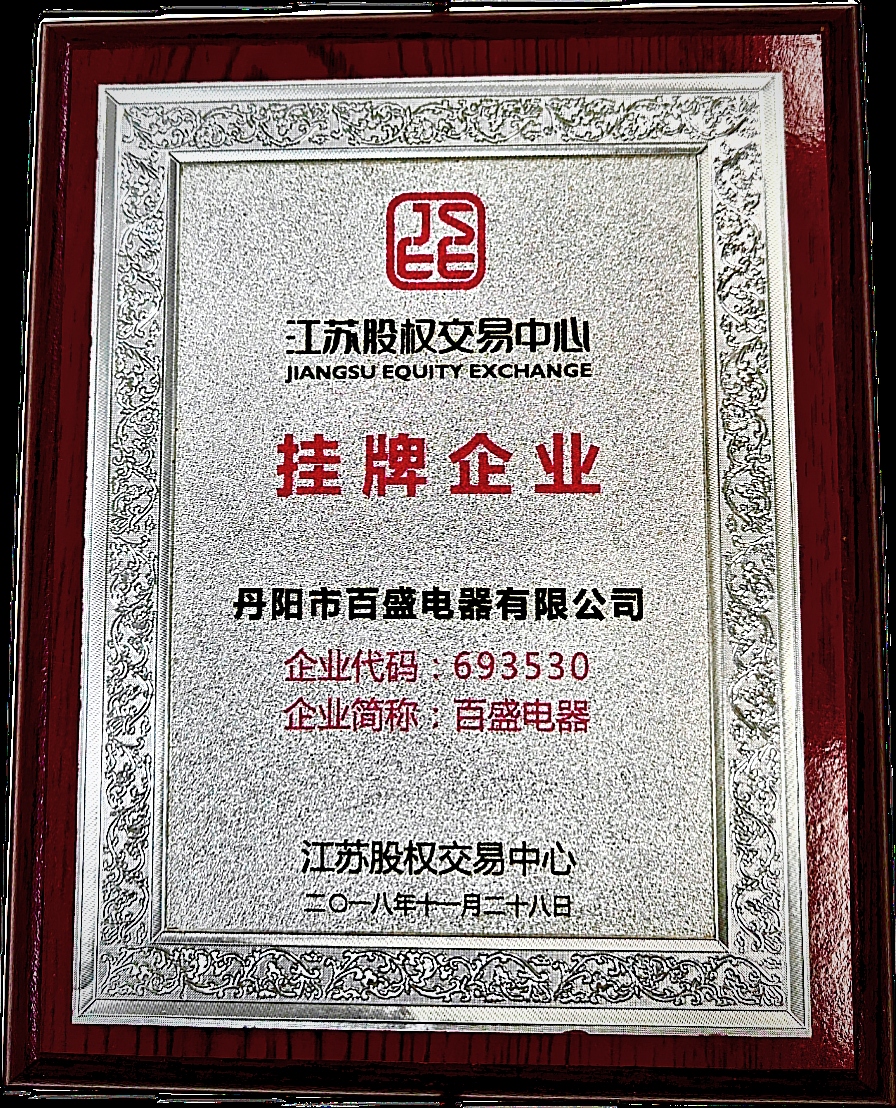 JS
EE
江苏股权交易中心
JIANGSU EQUITY EXCHANGE
挂牌企业
丹阳市百盛电器有限公司
企业代码：693530
企业简称：百盛电器
江苏股权交易中心
二〇一八年十一月二十八日